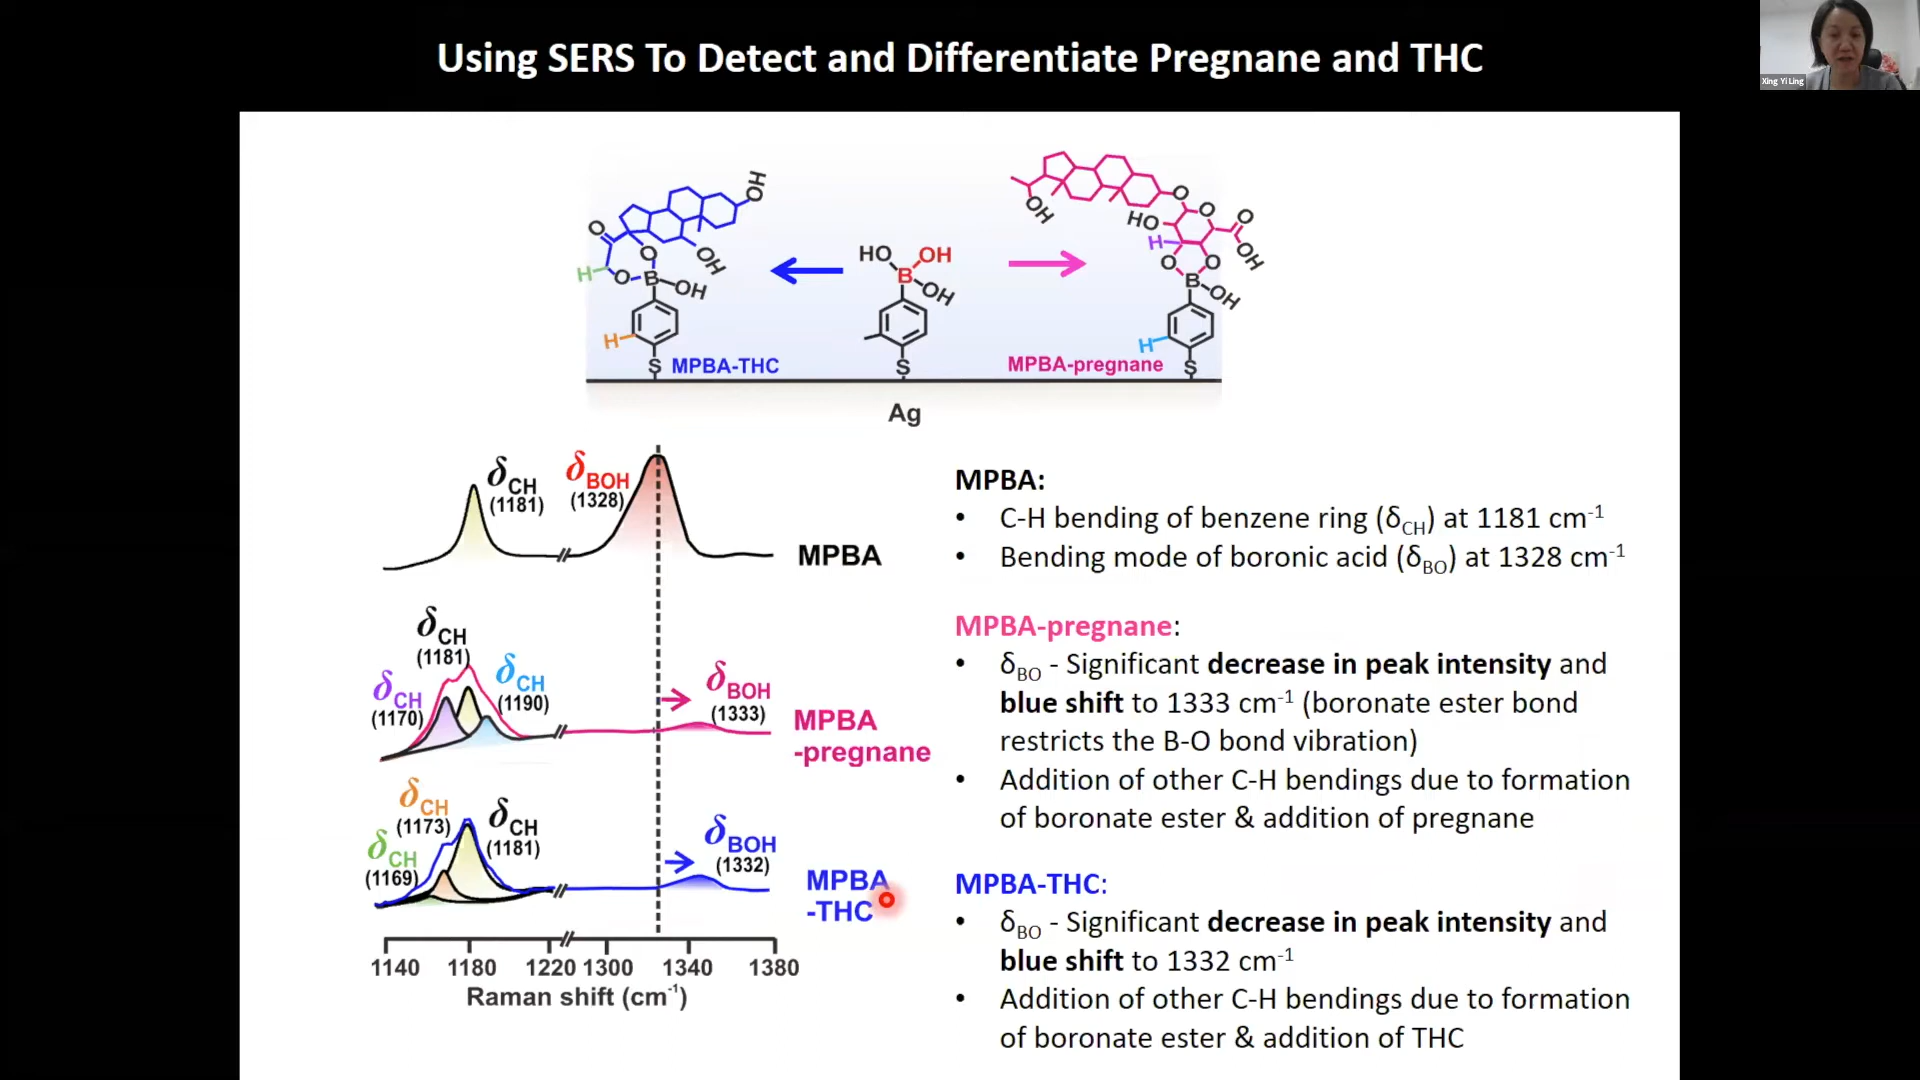 Using SERS To Detect and Differentiate Pregnane and THC
Xing Yi Ling
OH
O
O
OH
H
O
B
OH
H
S
MPBA-THC
HO
OH
B
OH
S
OH
O
O
O
HO
H
OH
O
O
B
OH
H
S
MPBA-pregnane
Ag
δCH
(1181)
δBOH
(1328)
MPBA
δCH
(1181)
δCH
(1170)
δCH
(1190)
δBOH
(1333)
MPBA
-pregnane
δCH
(1173)
δCH
(1181)
δCH
(1169)
δBOH
(1332)
MPBA
-THC
1140 1180 1220 1300 1340 1380
Raman shift (cm⁻¹)
MPBA:
• C-H bending of benzene ring (δCH) at 1181 cm⁻¹
• Bending mode of boronic acid (δBO) at 1328 cm⁻¹
MPBA-pregnane:
• δBO - Significant decrease in peak intensity and
blue shift to 1333 cm⁻¹ (boronate ester bond
restricts the B-O bond vibration)
• Addition of other C-H bendings due to formation
of boronate ester & addition of pregnane
MPBA-THC:
• δBO - Significant decrease in peak intensity and
blue shift to 1332 cm⁻¹
• Addition of other C-H bendings due to formation
of boronate ester & addition of THC